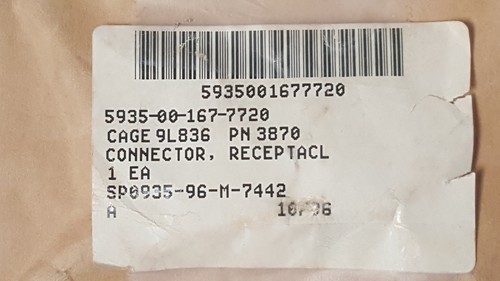 5935001677720
5935-00-167-7720
CAGE 9L836 PN 3870
CONNECTOR, RECEPTACL
1 EA
SP0935-96-M-7442
A 10/96